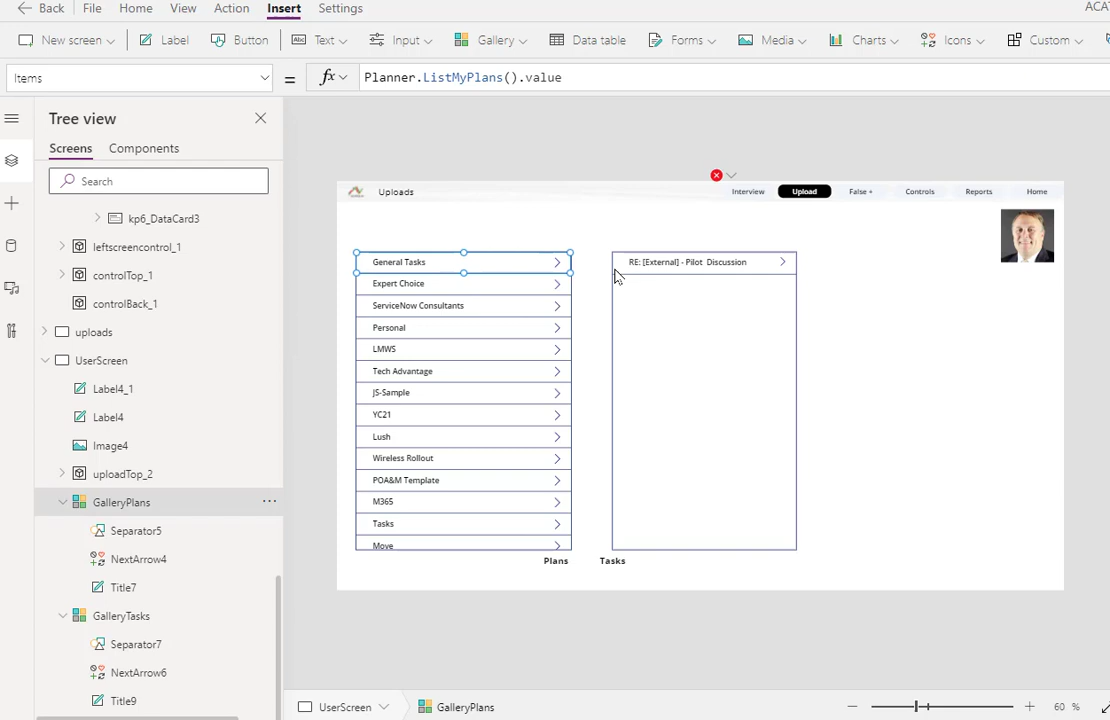 Back File Home View Action Insert Settings ACAT
New screen Label Button Text Input Gallery Data table Forms Media Charts Icons Custom
Items = fx Planner.ListMyPlans().value
Tree view
Screens Components
Search
kp6_DataCard3
leftscreencontrol_1
controlTop_1
controlBack_1
uploads
UserScreen
Label4_1
Label4
Image4
uploadTop_2
GalleryPlans
Separator5
NextArrow4
Title7
GalleryTasks
Separator7
NextArrow6
Title9
Uploads Interview Upload False + Controls Reports Home
General Tasks
Expert Choice
ServiceNow Consultants
Personal
LMWS
Tech Advantage
JS-Sample
YC21
Lush
Wireless Rollout
POA&M Template
M365
Tasks
Move
RE: [External] - Pilot Discussion
Plans Tasks
UserScreen GalleryPlans 60 %